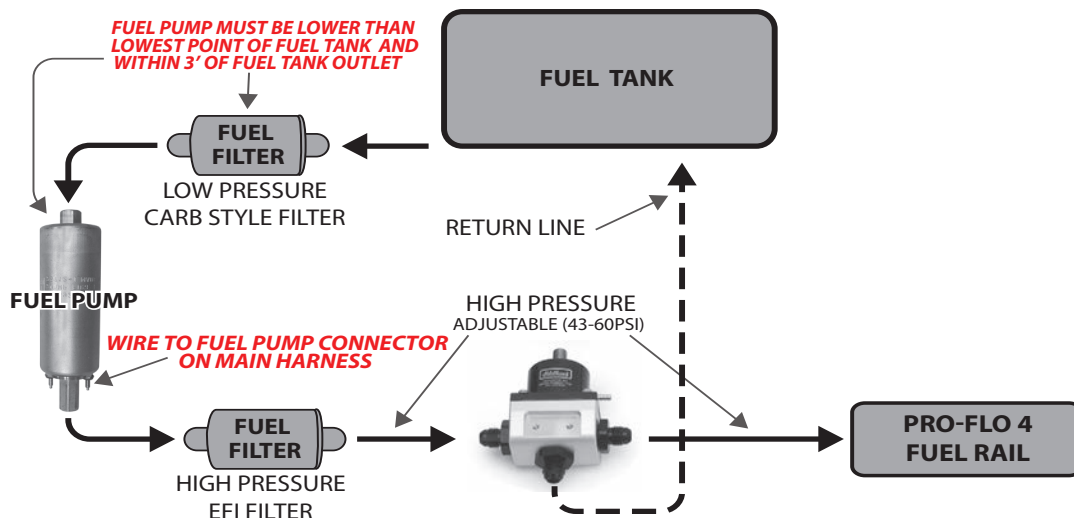 FUEL PUMP MUST BE LOWER THAN
LOWEST POINT OF FUEL TANK AND
WITHIN 3' OF FUEL TANK OUTLET
FUEL TANK
FUEL
FILTER
LOW PRESSURE
CARB STYLE FILTER
RETURN LINE
FUEL PUMP
HIGH PRESSURE
ADJUSTABLE (43-60PSI)
WIRE TO FUEL PUMP CONNECTOR
ON MAIN HARNESS
FUEL
FILTER
HIGH PRESSURE
EFI FILTER
PRO-FLO 4
FUEL RAIL